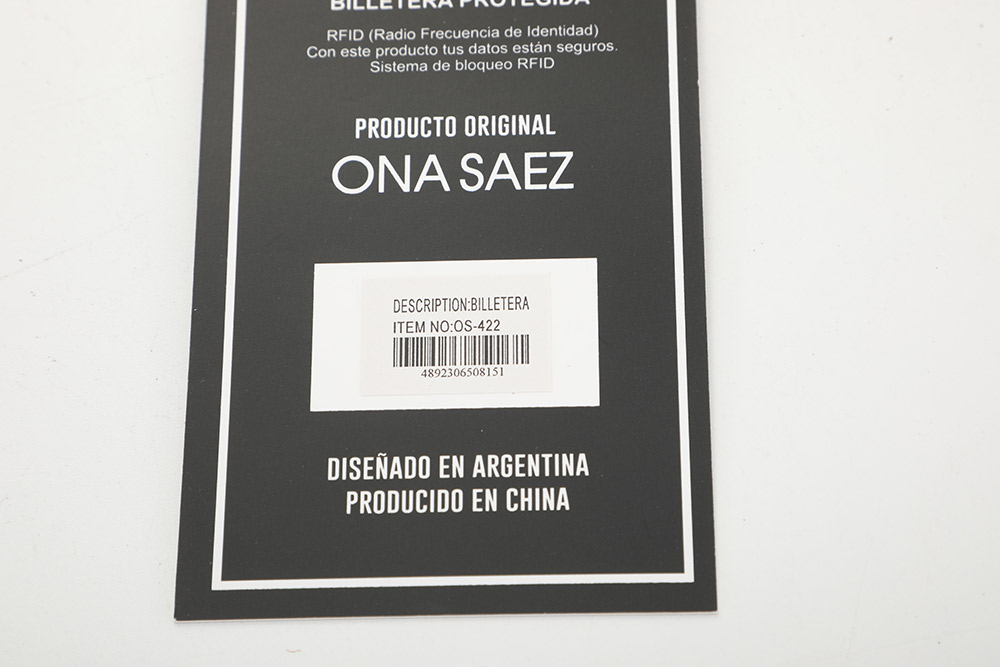 BILLETERA PROTEGIDA
RFID (Radio Frecuencia de Identidad)
Con este producto tus datos están seguros.
Sistema de bloqueo RFID
PRODUCTO ORIGINAL
ONA SAEZ
DESCRIPTION:BILLETERA
ITEM NO:OS-422
4892306508151
DISEÑADO EN ARGENTINA
PRODUCIDO EN CHINA